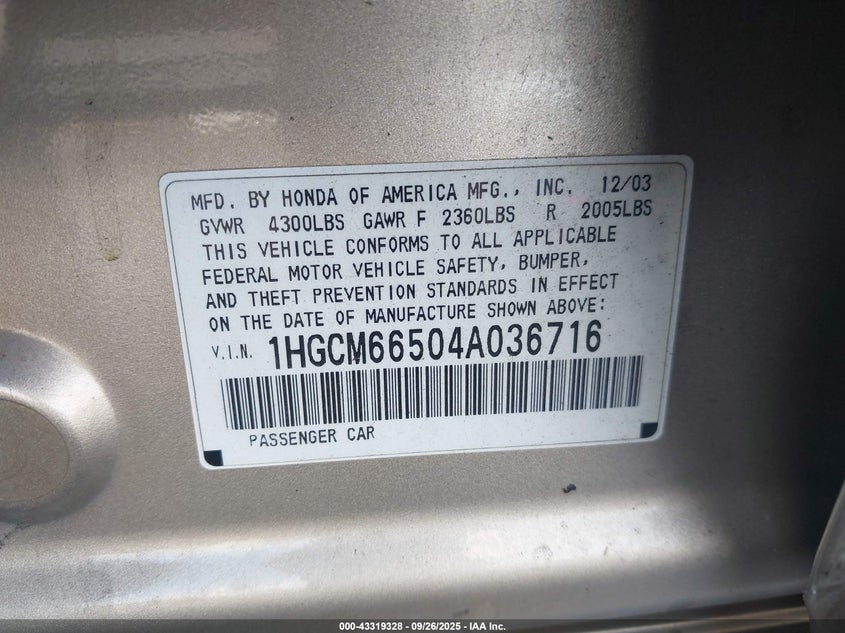 MFD. BY HONDA OF AMERICA MFG., INC. 12/03
GVWR 4300LBS GAWR F 2360LBS R 2005LBS
THIS VEHICLE CONFORMS TO ALL APPLICABLE
FEDERAL MOTOR VEHICLE SAFETY, BUMPER,
AND THEFT PREVENTION STANDARDS IN EFFECT
ON THE DATE OF MANUFACTURE SHOWN ABOVE:
V.I.N. 1HGCM66504A036716
PASSENGER CAR
000-43319328 - 09/26/2025 - IAA Inc.